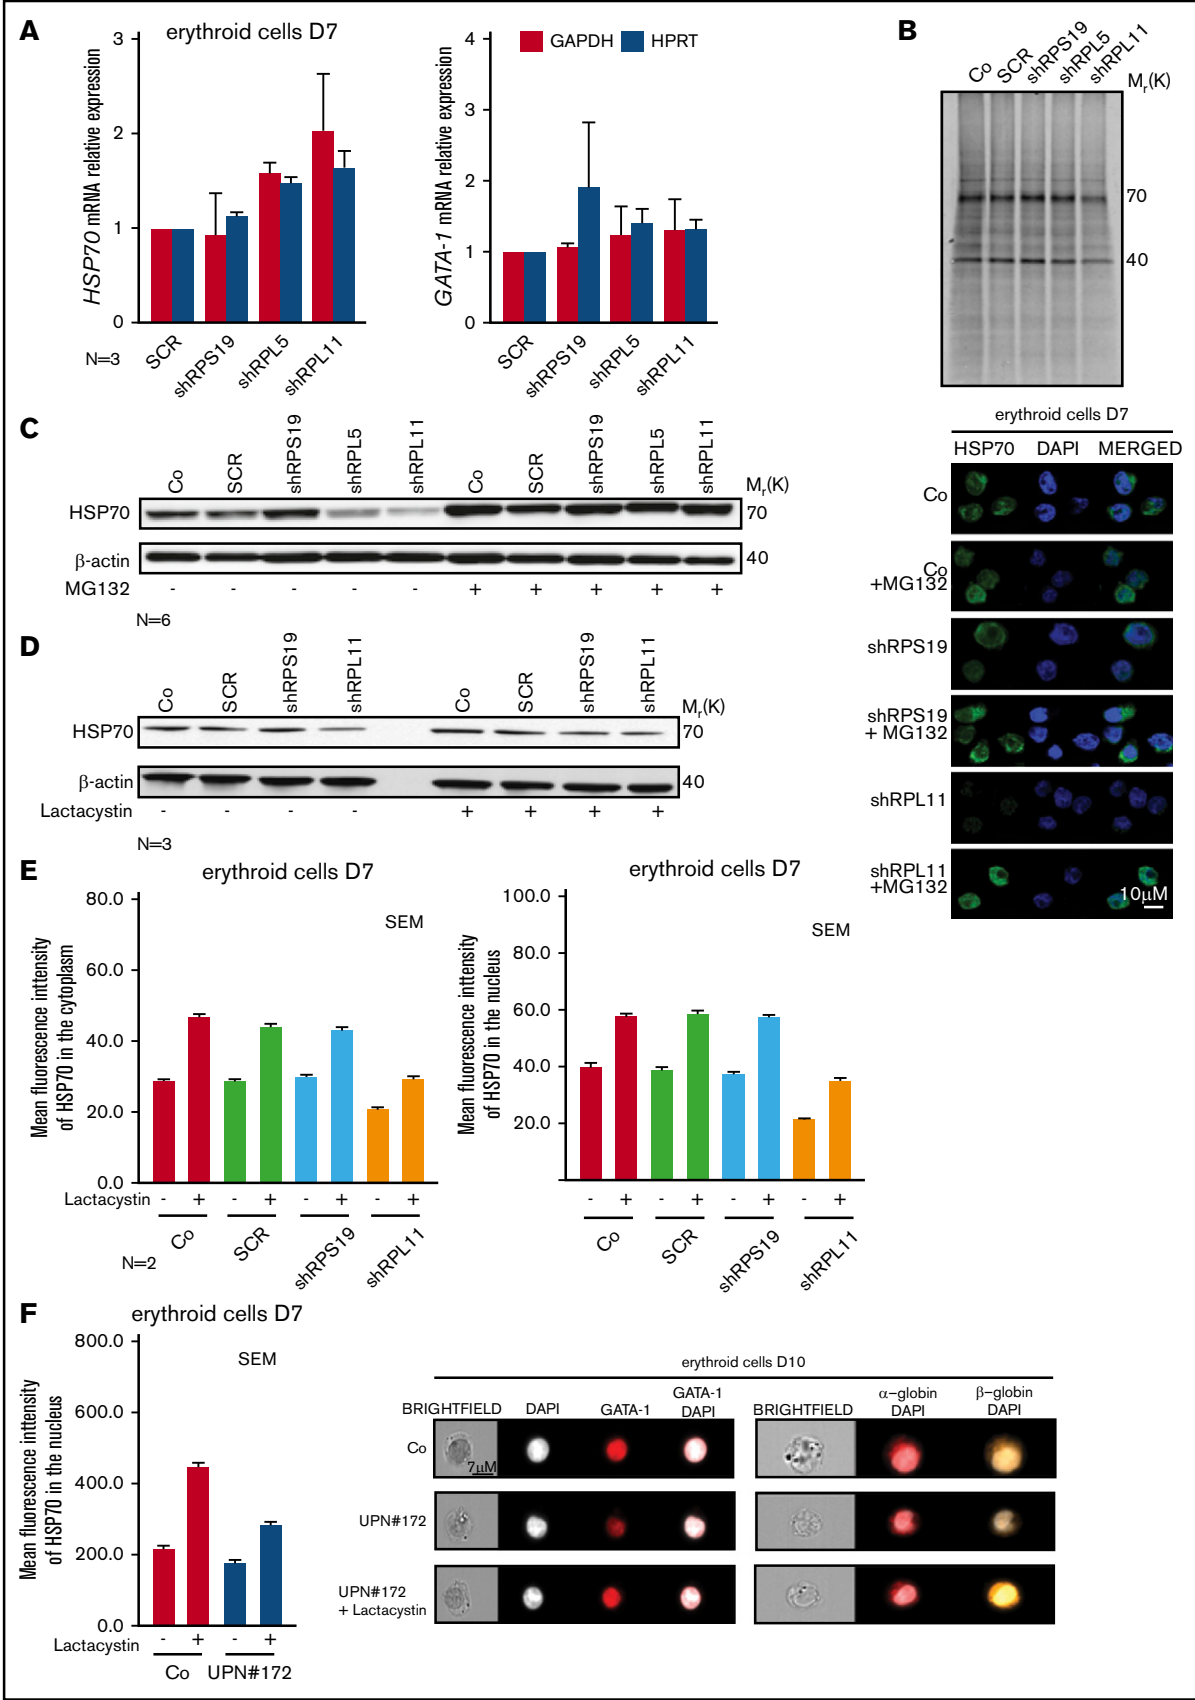 A
erythroid cells D7
HSP70 mRNA relative expression
3
2
1
0
N=3
SCR
shRPS19
shRPL5
shRPL11
GAPDH
HPRT
GATA-1 mRNA relative expression
4
3
2
1
0
SCR
shRPS19
shRPL5
shRPL11
B
Co
SCR
shRPS19
shRPL5
shRPL11
Mr(K)
70
40
C
Co
SCR
shRPS19
shRPL5
shRPL11
Co
SCR
shRPS19
shRPL5
shRPL11
Mr(K)
HSP70
70
β-actin
40
MG132 - - - - - + + + + +
N=6
erythroid cells D7
HSP70 DAPI MERGED
Co
Co
+MG132
shRPS19
shRPS19
+ MG132
shRPL11
shRPL11
+MG132
10μM
D
Co
SCR
shRPS19
shRPL11
Co
SCR
shRPS19
shRPL11
Mr(K)
HSP70
70
β-actin
40
Lactacystin - - - - + + + +
N=3
E
erythroid cells D7
Mean fluorescence inttensity
of HSP70 in the cytoplasm
80.0
60.0
40.0
20.0
0.0
SEM
Lactacystin - + - + - + - +
Co
SCR
shRPS19
shRPL11
N=2
erythroid cells D7
Mean fluorescence inttensity
of HSP70 in the nucleus
100.0
80.0
60.0
40.0
20.0
SEM
- + - + - + - +
Co
SCR
shRPS19
shRPL11
F
erythroid cells D7
Mean fluorescence intensity
of HSP70 in the nucleus
800.0
600.0
400.0
200.0
0.0
SEM
Lactacystin - + - +
Co UPN#172
erythroid cells D10
BRIGHTFIELD DAPI GATA-1
GATA-1
DAPI
BRIGHTFIELD
α-globin
DAPI
β-globin
DAPI
Co
7μM
UPN#172
UPN#172
+ Lactacystin